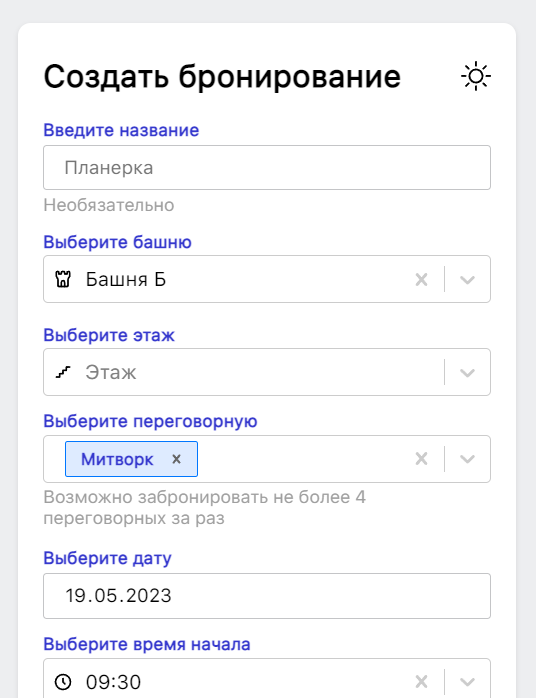 Создать бронирование
Введите название
Планерка
Необязательно
Выберите башню
Башня Б
Выберите этаж
Этаж
Выберите переговорную
Митворк
Возможно забронировать не более 4
переговорных за раз
Выберите дату
19.05.2023
Выберите время начала
09:30